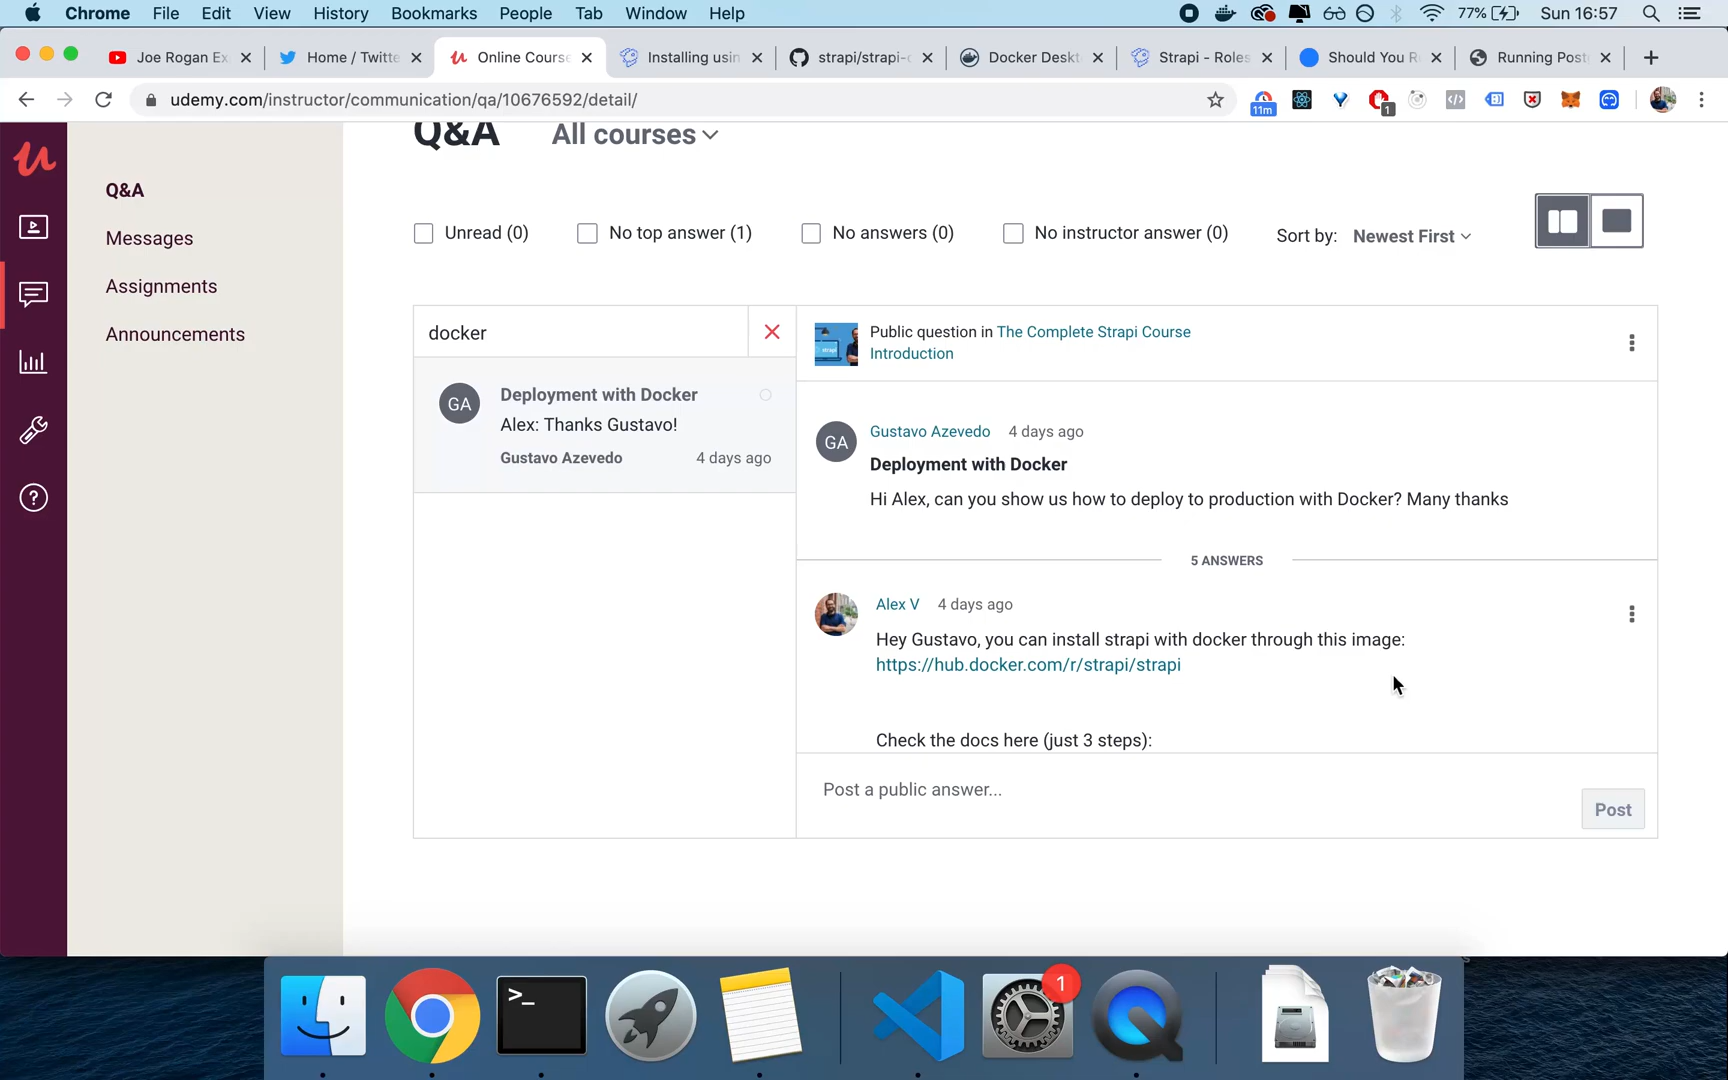 Chrome File Edit View History Bookmarks People Tab Window Help 77% Sun 16:57
Joe Rogan Ex Home / Twitte Online Course Installing usin strapi/strapi- Docker Deskt Strapi - Roles Should You R Running Post
udemy.com/instructor/communication/qa/10676592/detail/
11m
1
Q&A All courses
Q&A
Messages
Assignments
Announcements
Unread (0) No top answer (1) No answers (0) No instructor answer (0) Sort by: Newest First
docker
GA
Deployment with Docker
Alex: Thanks Gustavo!
Gustavo Azevedo 4 days ago
strapi
Public question in The Complete Strapi Course
Introduction
GA
Gustavo Azevedo 4 days ago
Deployment with Docker
Hi Alex, can you show us how to deploy to production with Docker? Many thanks
5 ANSWERS
Alex V 4 days ago
Hey Gustavo, you can install strapi with docker through this image:
https://hub.docker.com/r/strapi/strapi
Check the docs here (just 3 steps):
Post a public answer...
Post
>_
1